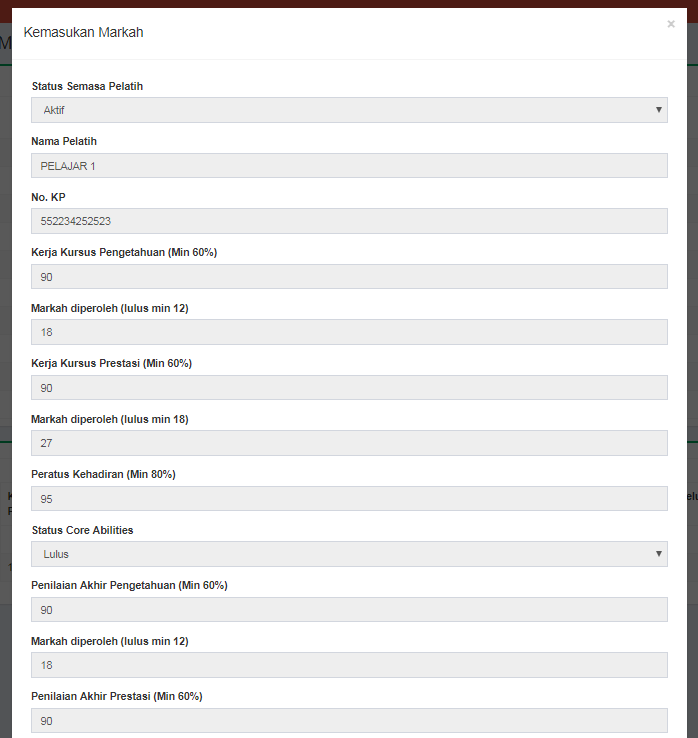 Kemasukan Markah
×
Status Semasa Pelatih
Aktif
Nama Pelatih
PELAJAR 1
No. KP
552234252523
Kerja Kursus Pengetahuan (Min 60%)
90
Markah diperoleh (lulus min 12)
18
Kerja Kursus Prestasi (Min 60%)
90
Markah diperoleh (lulus min 18)
27
Peratus Kehadiran (Min 80%)
95
Status Core Abilities
Lulus
Penilaian Akhir Pengetahuan (Min 60%)
90
Markah diperoleh (lulus min 12)
18
Penilaian Akhir Prestasi (Min 60%)
90